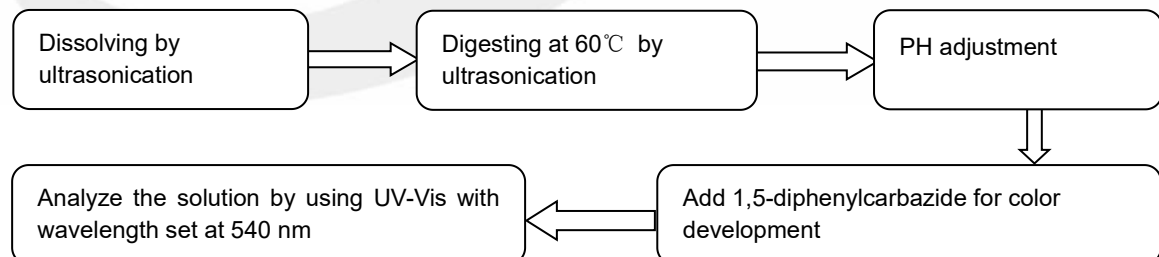 Dissolving by
ultrasonication
Digesting at 60℃ by
ultrasonication
PH adjustment
Add 1,5-diphenylcarbazide for color
development
Analyze the solution by using UV-Vis with
wavelength set at 540 nm